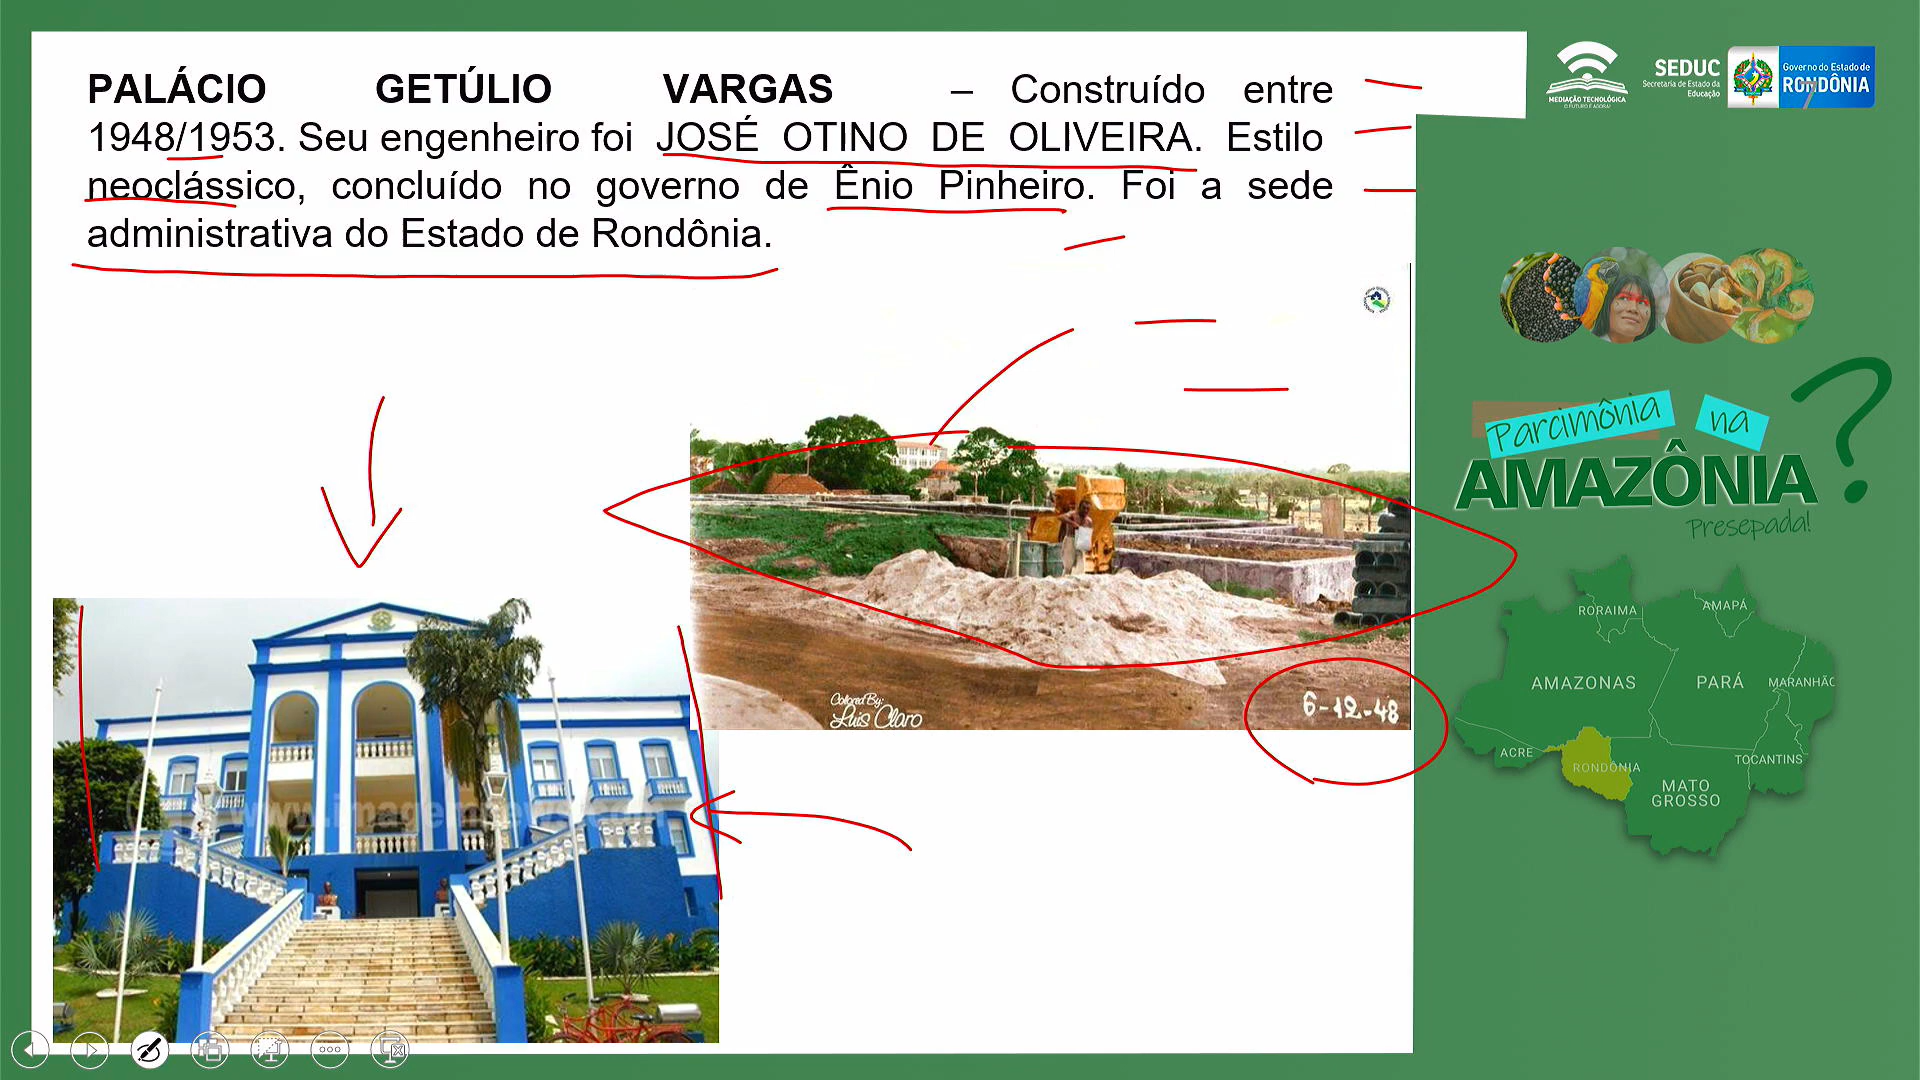 PALÁCIO GETÚLIO VARGAS – Construído entre
1948/1953. Seu engenheiro foi JOSÉ OTINO DE OLIVEIRA. Estilo
neoclássico, concluído no governo de Ênio Pinheiro. Foi a sede
administrativa do Estado de Rondônia.
MEDIAÇÃO TECNOLÓGICA
O FUTURO É AGORA!
SEDUC
Secretaria de Estado da
Educação
Governo do Estado de
RONDÔNIA
Parcimônia na
AMAZÔNIA?
Presepada!
RORAIMA
AMAPÁ
AMAZONAS
PARÁ
MARANHÃO
ACRE
RONDÔNIA
TOCANTINS
MATO
GROSSO
Colored By:
Luis Claro
6-12-48